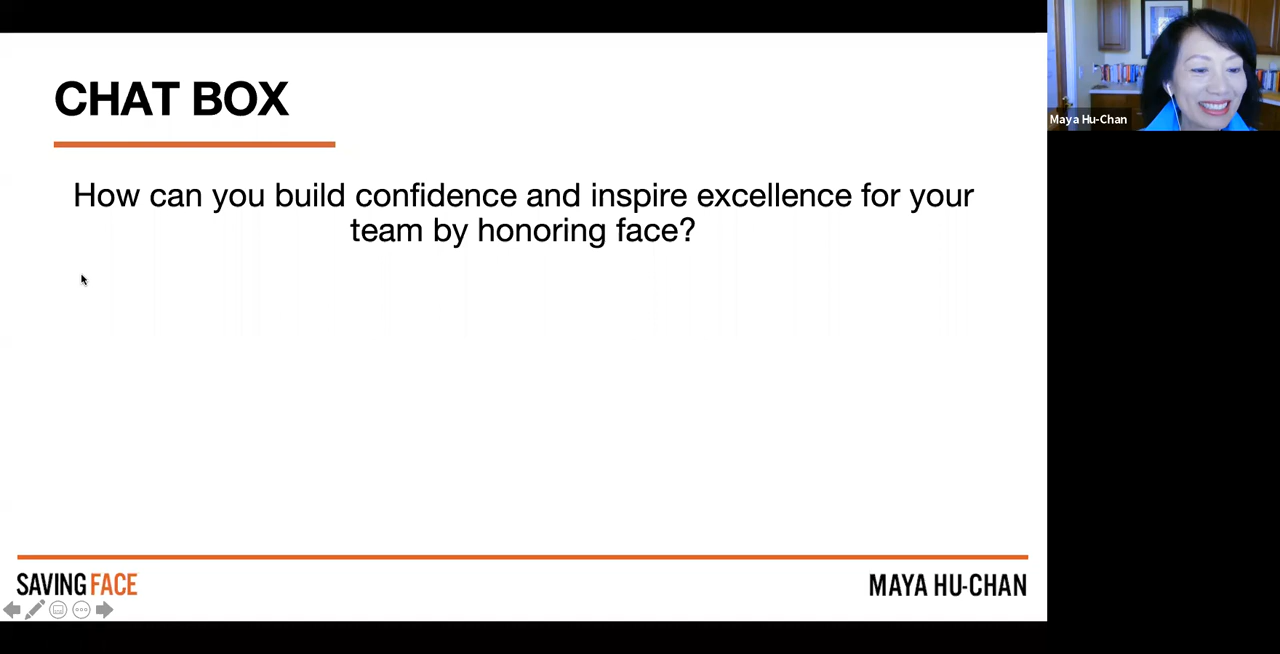 CHAT BOX
How can you build confidence and inspire excellence for your
team by honoring face?
SAVING FACE
MAYA HU-CHAN
Maya Hu-Chan